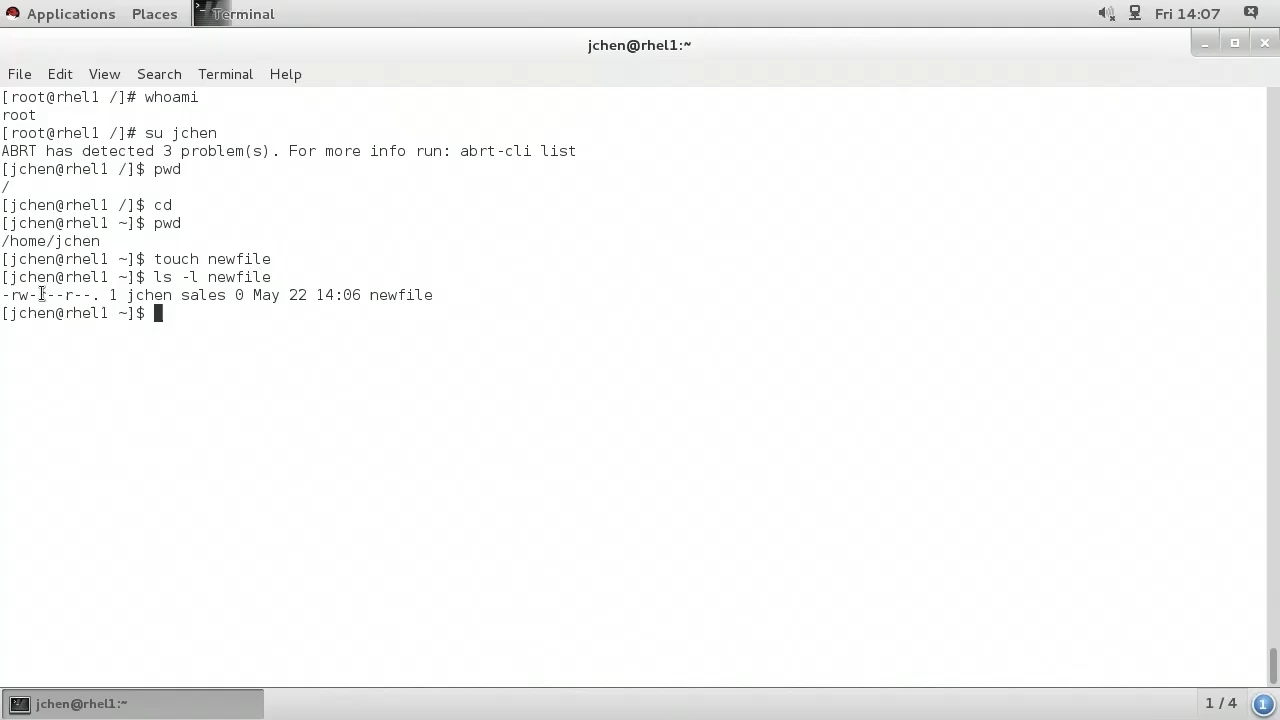 Applications Places Terminal Fri 14:07
jchen@rhel1:~
File Edit View Search Terminal Help
[root@rhel1 /]# whoami
root
[root@rhel1 /]# su jchen
ABRT has detected 3 problem(s). For more info run: abrt-cli list
[jchen@rhel1 /]$ pwd
/
[jchen@rhel1 /]$ cd
[jchen@rhel1 ~]$ pwd
/home/jchen
[jchen@rhel1 ~]$ touch newfile
[jchen@rhel1 ~]$ ls -l newfile
-rw-r--r--. 1 jchen sales 0 May 22 14:06 newfile
[jchen@rhel1 ~]$
jchen@rhel1:~ 1 / 4 1